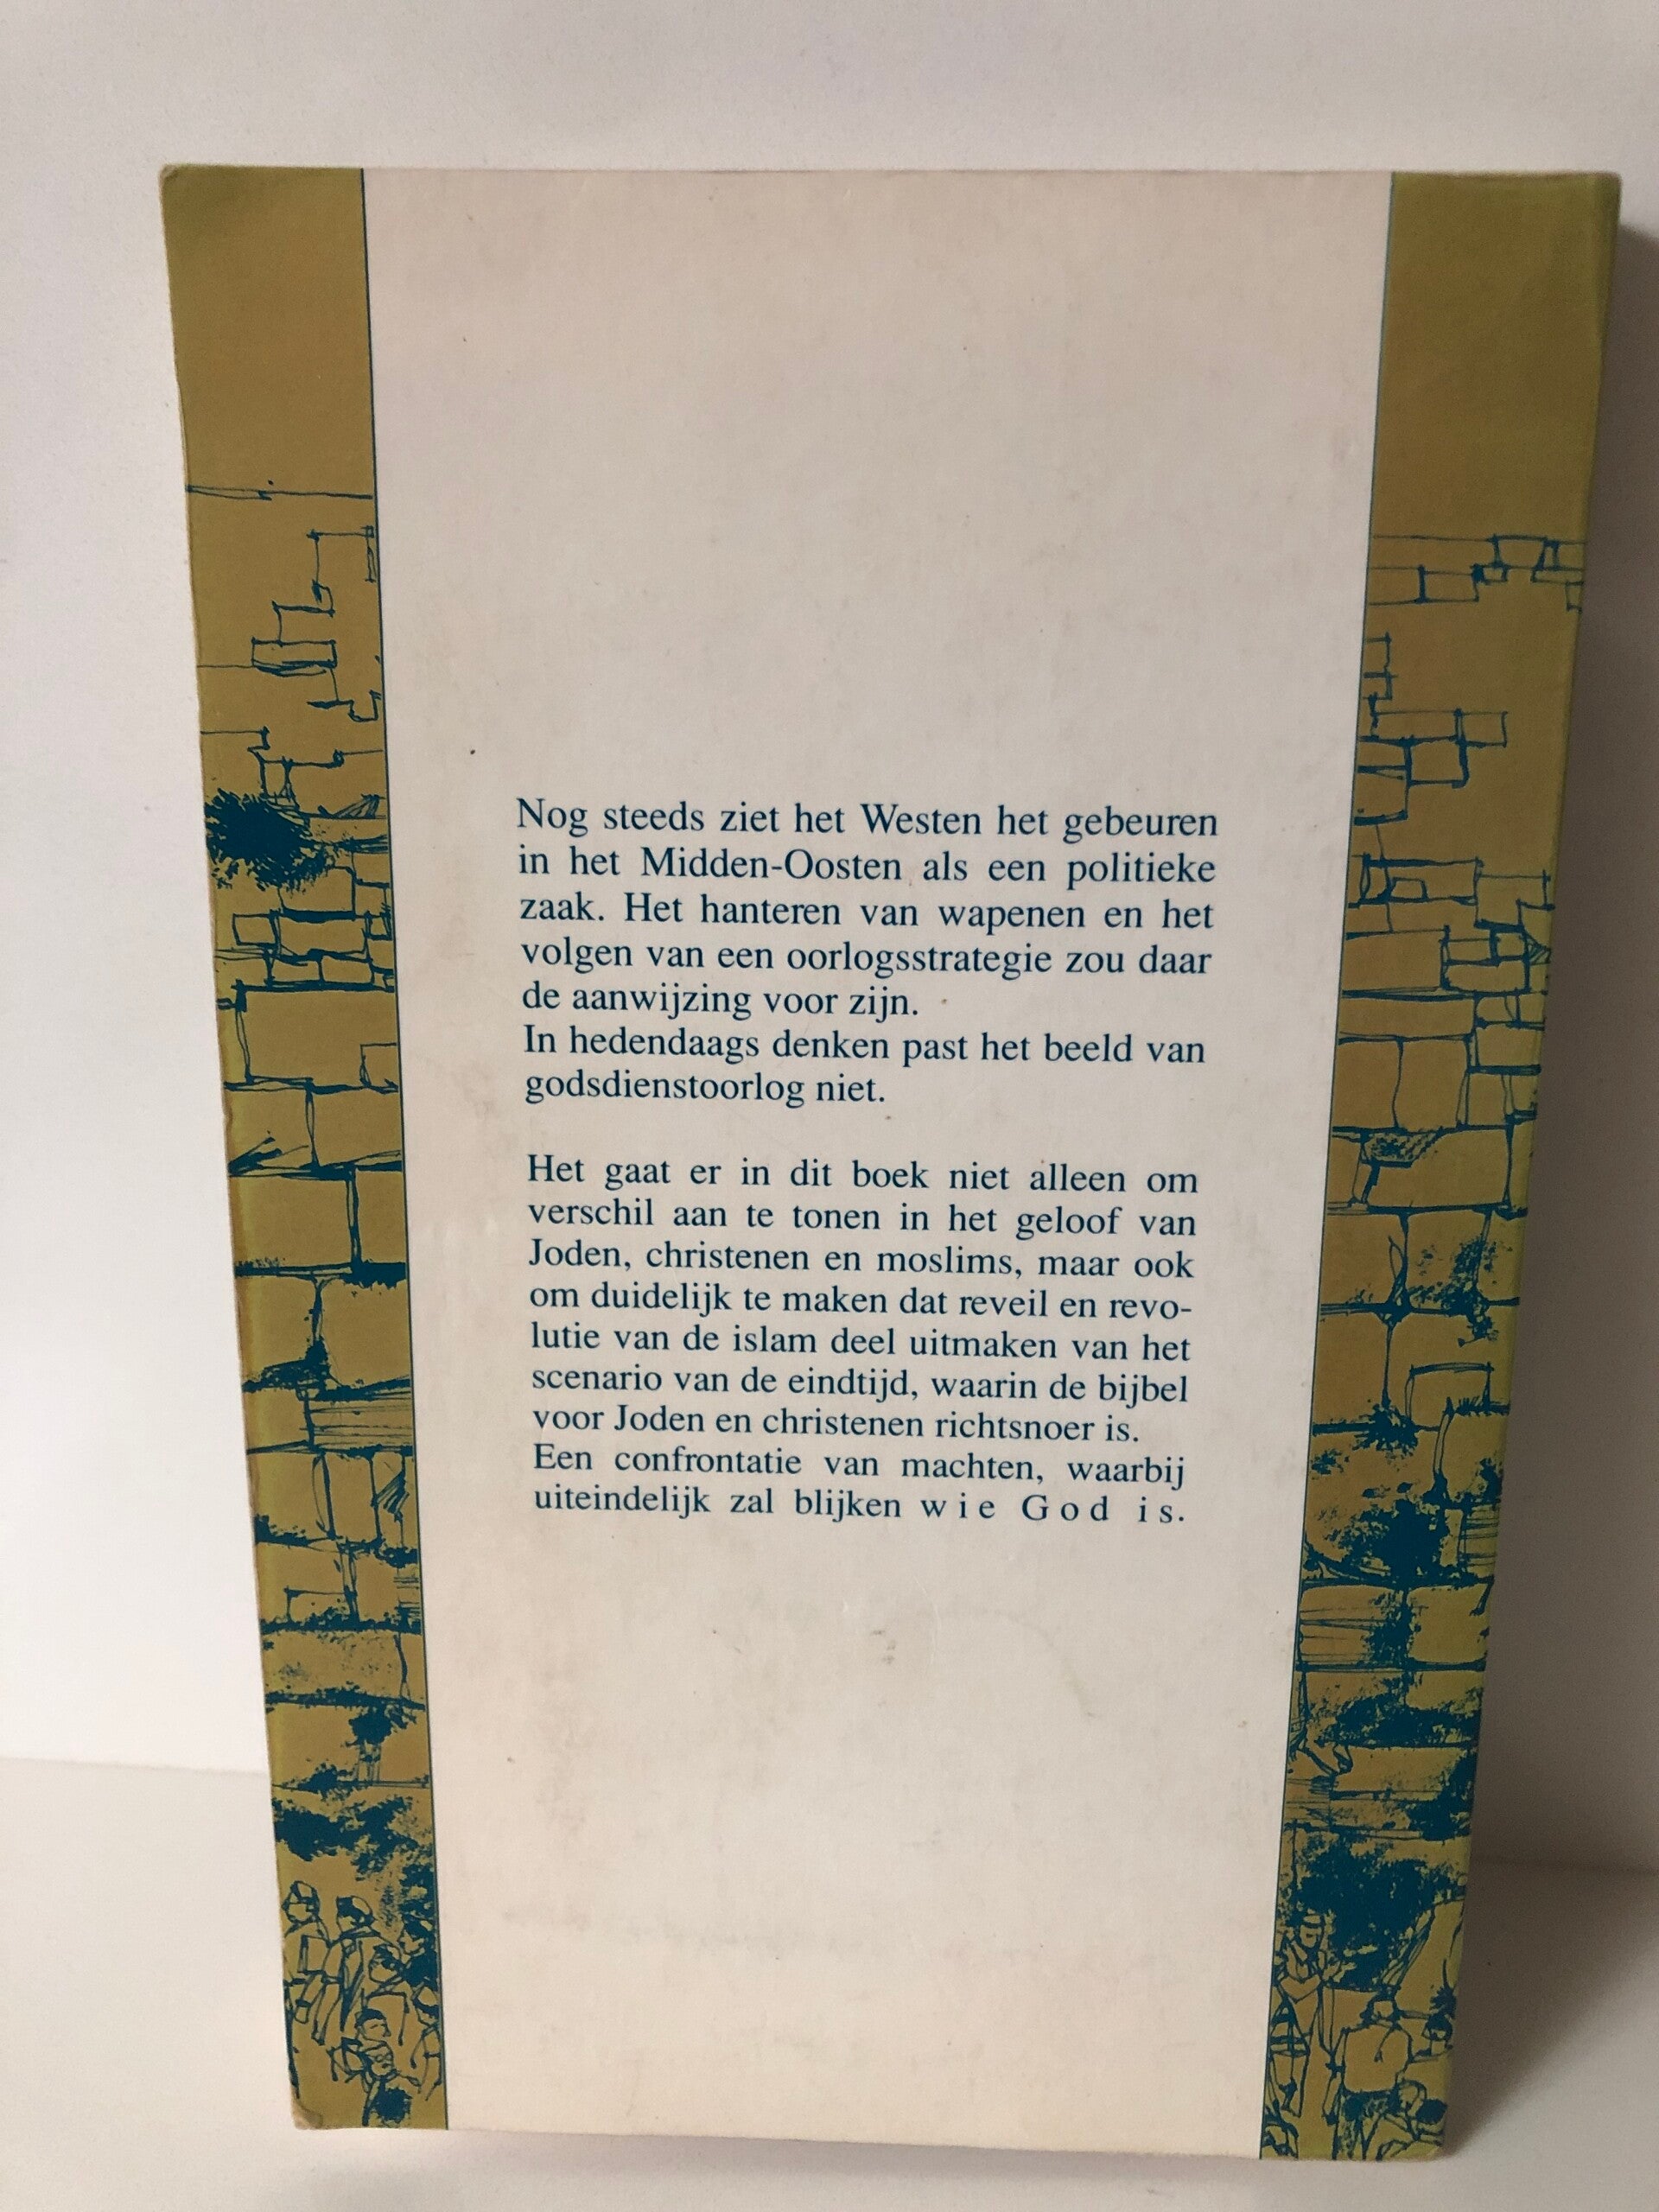 Nog steeds ziet het Westen het gebeuren
in het Midden-Oosten als een politieke
zaak. Het hanteren van wapenen en het
volgen van een oorlogsstrategie zou daar
de aanwijzing voor zijn.
In hedendaags denken past het beeld van
godsdienstoorlog niet.
Het gaat er in dit boek niet alleen om
verschil aan te tonen in het geloof van
Joden, christenen en moslims, maar ook
om duidelijk te maken dat reveil en revo-
lutie van de islam deel uitmaken van het
scenario van de eindtijd, waarin de bijbel
voor Joden en christenen richtsnoer is.
Een confrontatie van machten, waarbij
uiteindelijk zal blijken w i e  G o d  i s.